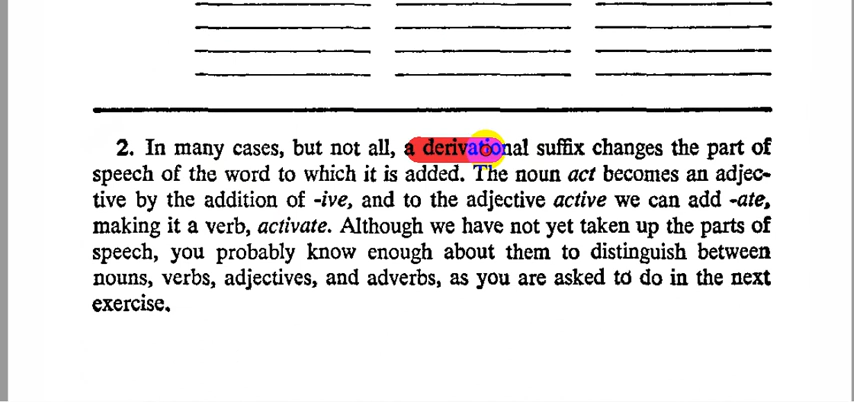 2. In many cases, but not all, a derivational suffix changes the part of
speech of the word to which it is added. The noun act becomes an adjec-
tive by the addition of -ive, and to the adjective active we can add -ate,
making it a verb, activate. Although we have not yet taken up the parts of
speech, you probably know enough about them to distinguish between
nouns, verbs, adjectives, and adverbs, as you are asked to do in the next
exercise.